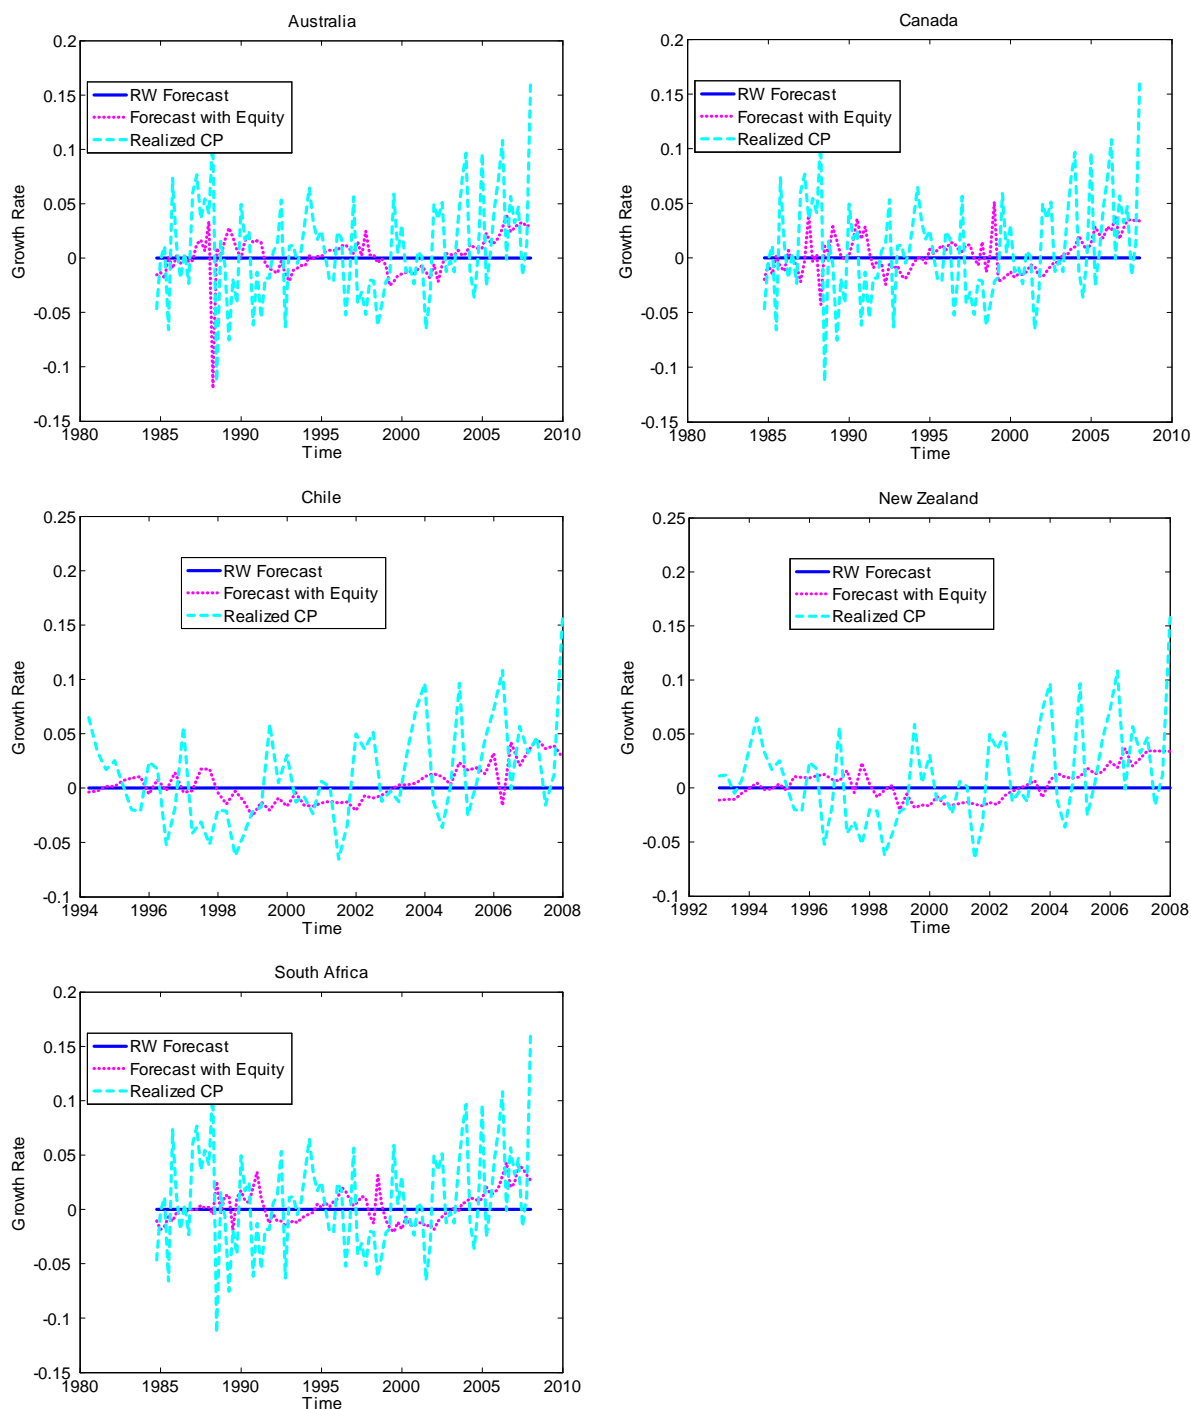 Australia
0.2
0.15
0.1
0.05
0
-0.05
-0.1
-0.15
Growth Rate
RW Forecast
Forecast with Equity
Realized CP
1980 1985 1990 1995 2000 2005 2010
Time
Canada
0.2
0.15
0.1
0.05
0
-0.05
-0.1
-0.15
Growth Rate
RW Forecast
Forecast with Equity
Realized CP
1980 1985 1990 1995 2000 2005 2010
Time
Chile
0.25
0.2
0.15
0.1
0.05
0
-0.05
-0.1
Growth Rate
RW Forecast
Forecast with Equity
Realized CP
1994 1996 1998 2000 2002 2004 2006 2008
Time
New Zealand
0.25
0.2
0.15
0.1
0.05
0
-0.05
-0.1
Growth Rate
RW Forecast
Forecast with Equity
Realized CP
1992 1994 1996 1998 2000 2002 2004 2006 2008
Time
South Africa
0.2
0.15
0.1
0.05
0
-0.05
-0.1
-0.15
Growth Rate
RW Forecast
Forecast with Equity
Realized CP
1980 1985 1990 1995 2000 2005 2010
Time